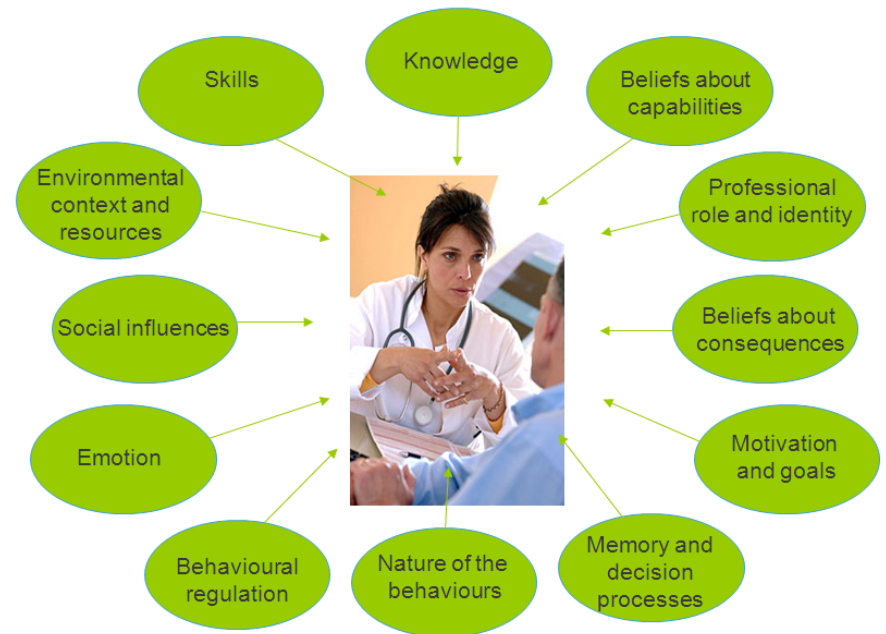 Knowledge
Skills
Beliefs about
capabilities
Environmental
context and
resources
Professional
role and identity
Social influences
Beliefs about
consequences
Emotion
Motivation
and goals
Behavioural
regulation
Nature of the
behaviours
Memory and
decision
processes